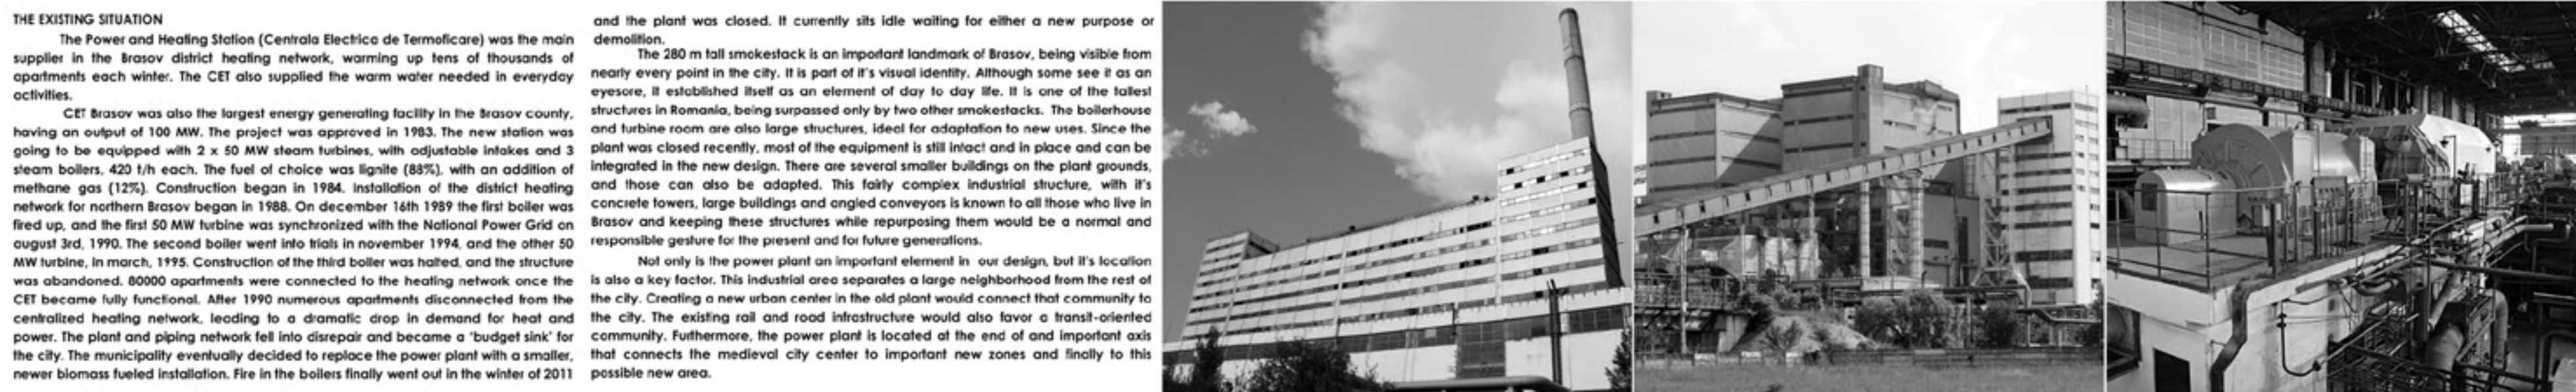 THE EXISTING SITUATION
The Power and Heating Station (Centrala Electrica de Termoficare) was the main
supplier in the Brasov district heating network, warming up tens of thousands of
apartments each winter. The CET also supplied the warm water needed in everyday
activities.
CET Brasov was also the largest energy generating facility in the Brasov county,
having an output of 100 MW. The project was approved in 1983. The new station was
going to be equipped with 2 x 50 MW steam turbines, with adjustable intakes and 3
steam boilers, 420 t/h each. The fuel of choice was lignite (88%), with an addition of
methane gas (12%). Construction began in 1984. Installation of the district heating
network for northern Brasov began in 1988. On december 16th 1989 the first boiler was
fired up, and the first 50 MW turbine was synchronized with the National Power Grid on
august 3rd, 1990. The second boiler went into trials in november 1994, and the other 50
MW turbine, in march, 1995. Construction of the third boiler was halted, and the structure
was abandoned. 80000 apartments were connected to the heating network once the
CET became fully functional. After 1990 numerous apartments disconnected from the
centralized heating network, leading to a dramatic drop in demand for heat and
power. The plant and piping network fell into disrepair and became a 'budget sink' for
the city. The municipality eventually decided to replace the power plant with a smaller,
newer biomass fueled installation. Fire in the boilers finally went out in the winter of 2011
and the plant was closed. It currently sits idle waiting for either a new purpose or
demolition.
The 280 m tall smokestack is an important landmark of Brasov, being visible from
nearly every point in the city. It is part of it's visual identity. Although some see it as an
eyesore, it established itself as an element of day to day life. It is one of the tallest
structures in Romania, being surpassed only by two other smokestacks. The boilerhouse
and turbine room are also large structures, ideal for adaptation to new uses. Since the
plant was closed recently, most of the equipment is still intact and in place and can be
integrated in the new design. There are several smaller buildings on the plant grounds,
and those can also be adapted. This fairly complex industrial structure, with it's
concrete towers, large buildings and angled conveyors is known to all those who live in
Brasov and keeping these structures while repurposing them would be a normal and
responsible gesture for the present and for future generations.
Not only is the power plant an important element in our design, but it's location
is also a key factor. This industrial area separates a large neighborhood from the rest of
the city. Creating a new urban center in the old plant would connect that community to
the city. The existing rail and road infrastructure would also favor a transit-oriented
community. Furthermore, the power plant is located at the end of and important axis
that connects the medieval city center to important new zones and finally to this
possible new area.